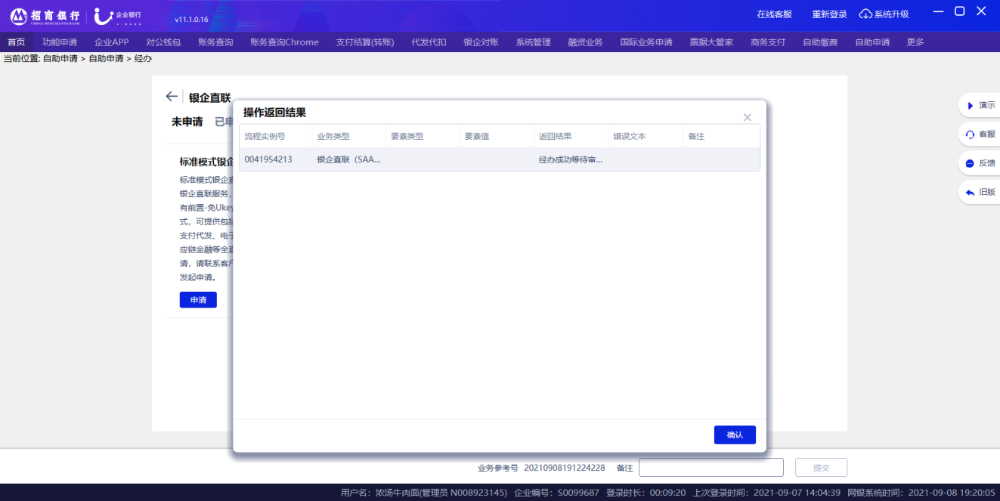 招商银行 企业银行 v11.1.0.16 在线客服 重新登录 系统升级
CHINA MERCHANTS BANK
首页 功能申请 企业APP 对公钱包 账务查询 账务查询Chrome 支付结算(转账) 代发代扣 银企对账 系统管理 融资业务 国际业务申请 票据大管家 商务支付 自助缴费 自助申请 更多
当前位置: 自助申请 > 自助申请 > 经办
银企直联
未申请 已申
操作返回结果
流程实例号 业务类型 要素类型 要素值 返回结果 错误文本 备注
0041954213 银企直联（SAA... 经办成功等待审...
标准模式银企
标准模式银企直
银企直联服务，
有前置-免Ukey
式，可提供包括
支付代发、电子
应链金融等全直
请，请联系客户
发起申请。
申请
确认
演示
客服
反馈
旧版
业务参考号 20210908191224228 备注 提交
用户名：浓汤牛肉面(管理员 N008923145) 企业编号：S0099687 登录时长：00:09:20 上次登录时间：2021-09-07 14:04:39 网银系统时间：2021-09-08 19:20:05